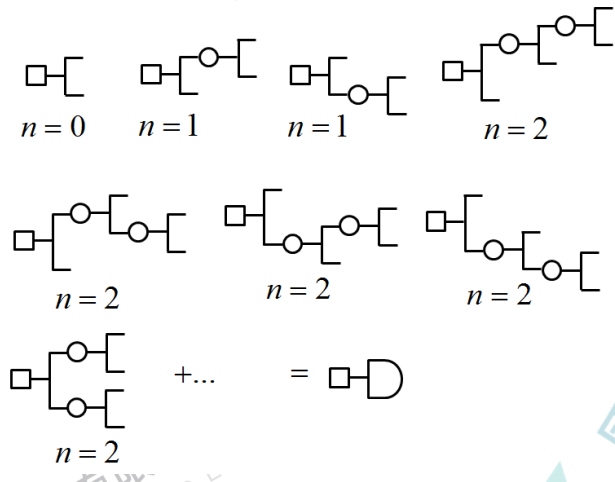 n = 0 n = 1 n = 1 n = 2
n = 2 n = 2 n = 2
+... =
n = 2